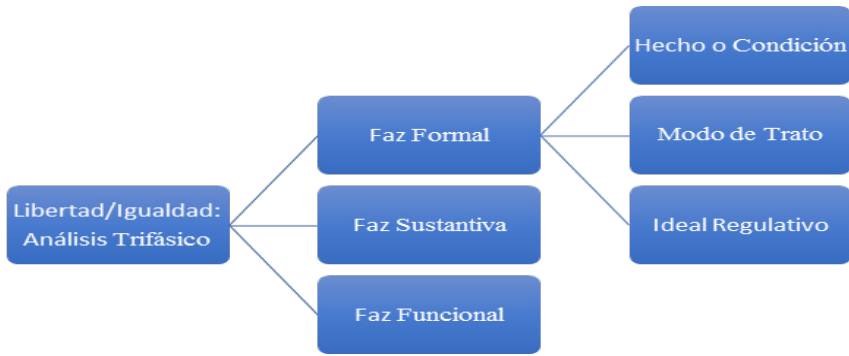 Libertad/Igualdad:
Análisis Trifásico
Faz Formal
Faz Sustantiva
Faz Funcional
Hecho o Condición
Modo de Trato
Ideal Regulativo